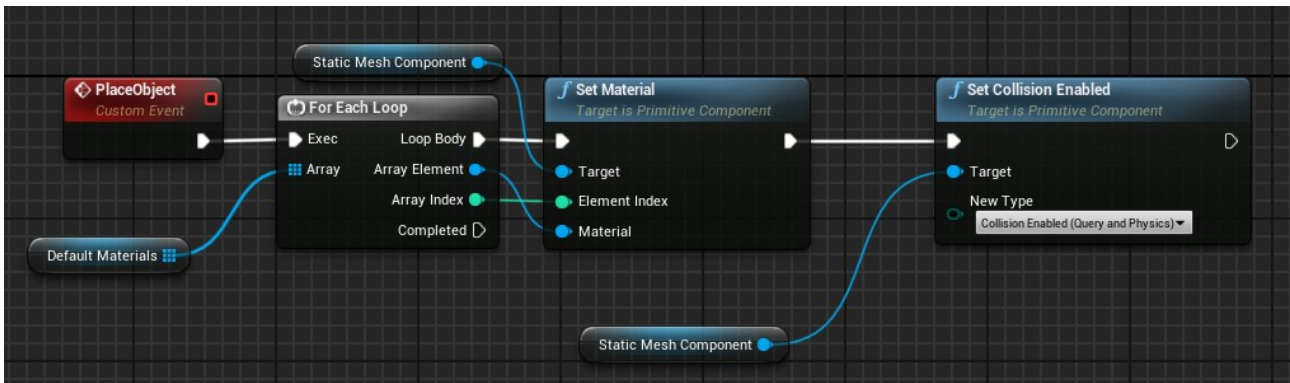 Static Mesh Component
PlaceObject
Custom Event
For Each Loop
Exec
Loop Body
Array
Array Element
Array Index
Completed
Default Materials
f Set Material
Target is Primitive Component
Target
Element Index
Material
f Set Collision Enabled
Target is Primitive Component
Target
New Type
Collision Enabled (Query and Physics)
Static Mesh Component